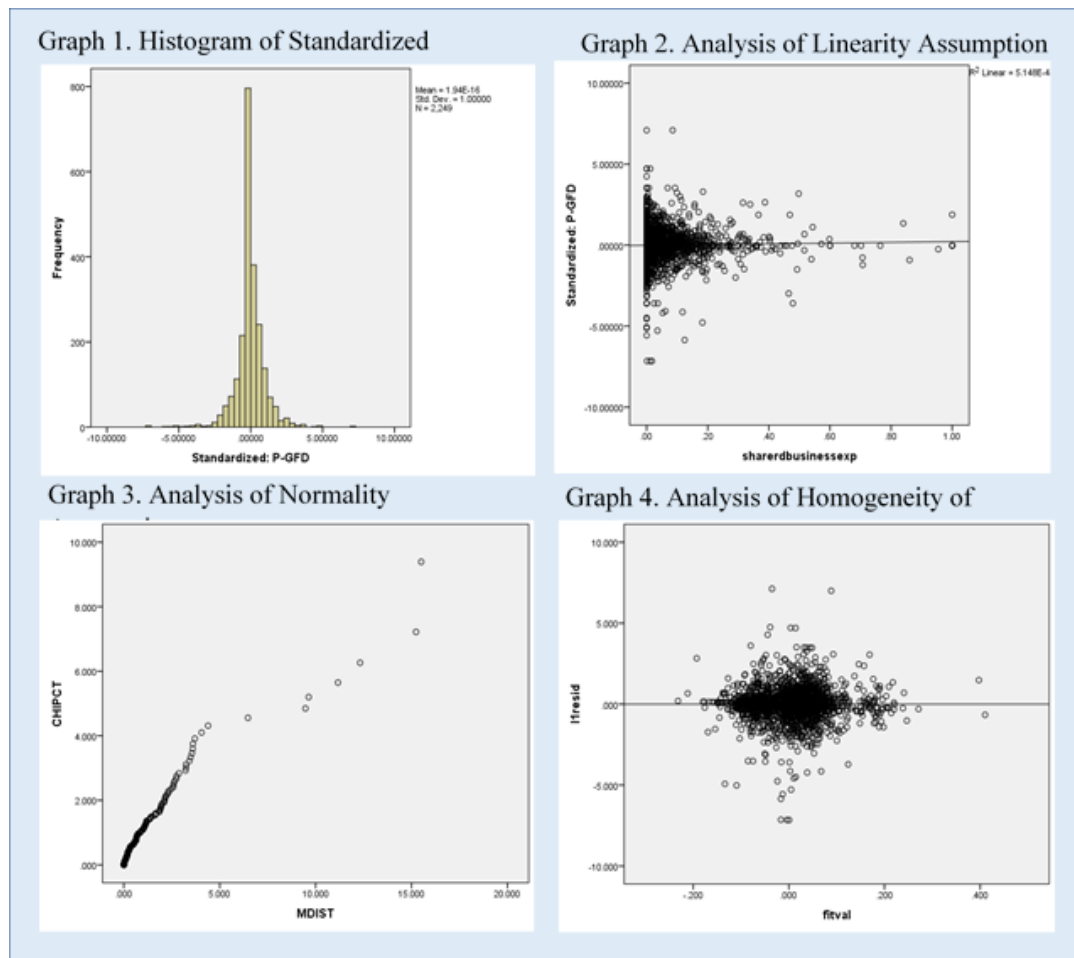 Graph 1. Histogram of Standardized
Mean = 1.94E-16
Std. Dev. = 1.00000
N = 2,249
800
600
400
200
0
Frequency
-10.00000 -5.00000 .00000 5.00000 10.00000
Standardized: P-GFD
Graph 2. Analysis of Linearity Assumption
R2 Linear = 5.148E-4
10.00000
5.00000
.00000
-5.00000
-10.00000
Standardized: P-GFD
.00 .20 .40 .60 .80 1.00
sharerdbusinessexp
Graph 3. Analysis of Normality
10.000
8.000
6.000
4.000
2.000
.000
CHIPCT
.000 5.000 10.000 15.000 20.000
MDIST
Graph 4. Analysis of Homogeneity of
10.000
5.000
.000
-5.000
-10.000
l1resid
-.200 .000 .200 .400
fitval